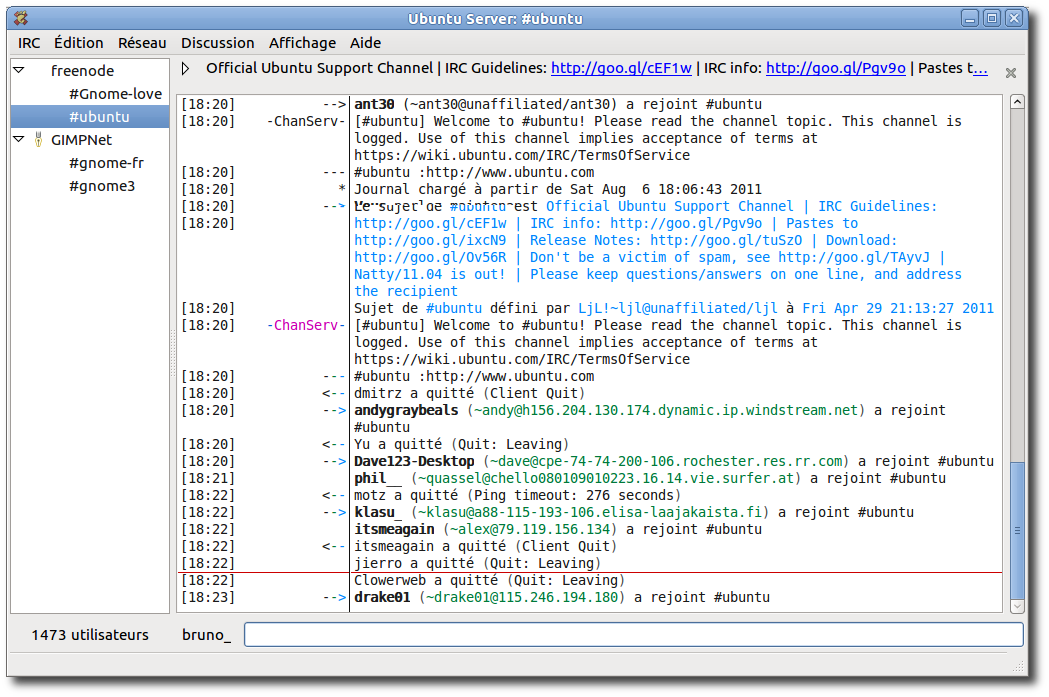 Ubuntu Server: #ubuntu
IRC Édition Réseau Discussion Affichage Aide
freenode
#Gnome-love
#ubuntu
GIMPNet
#gnome-fr
#gnome3
Official Ubuntu Support Channel | IRC Guidelines: http://goo.gl/cEF1w | IRC info: http://goo.gl/Pgv9o | Pastes t...
[18:20] --> ant30 (~ant30@unaffiliated/ant30) a rejoint #ubuntu
[18:20] -ChanServ- [#ubuntu] Welcome to #ubuntu! Please read the channel topic. This channel is
logged. Use of this channel implies acceptance of terms at
https://wiki.ubuntu.com/IRC/TermsOfService
[18:20] --- #ubuntu :http://www.ubuntu.com
[18:20] * Journal chargé à partir de Sat Aug  6 18:06:43 2011
[18:20] --> sujet de #ubuntu est Official Ubuntu Support Channel | IRC Guidelines:
[18:20] http://goo.gl/cEF1w | IRC info: http://goo.gl/Pgv9o | Pastes to
http://goo.gl/ixcN9 | Release Notes: http://goo.gl/tuSzO | Download:
http://goo.gl/Ov56R | Don't be a victim of spam, see http://goo.gl/TAyvJ |
Natty/11.04 is out! | Please keep questions/answers on one line, and address
the recipient
[18:20] Sujet de #ubuntu défini par LjL!~ljl@unaffiliated/ljl à Fri Apr 29 21:13:27 2011
[18:20] -ChanServ- [#ubuntu] Welcome to #ubuntu! Please read the channel topic. This channel is
logged. Use of this channel implies acceptance of terms at
https://wiki.ubuntu.com/IRC/TermsOfService
[18:20] --- #ubuntu :http://www.ubuntu.com
[18:20] <-- dmitrz a quitté (Client Quit)
[18:20] --> andygraybeals (~andy@h156.204.130.174.dynamic.ip.windstream.net) a rejoint
#ubuntu
[18:20] <-- Yu a quitté (Quit: Leaving)
[18:20] --> Dave123-Desktop (~dave@cpe-74-74-200-106.rochester.res.rr.com) a rejoint #ubuntu
[18:21] phil__ (~quassel@chello080109010223.16.14.vie.surfer.at) a rejoint #ubuntu
[18:22] <-- motz a quitté (Ping timeout: 276 seconds)
[18:22] --> klasu_ (~klasu@a88-115-193-106.elisa-laajakaista.fi) a rejoint #ubuntu
[18:22] itsmeagain (~alex@79.119.156.134) a rejoint #ubuntu
[18:22] <-- itsmeagain a quitté (Client Quit)
[18:22] jierro a quitté (Quit: Leaving)
[18:22] Clowerweb a quitté (Quit: Leaving)
[18:23] --> drake01 (~drake01@115.246.194.180) a rejoint #ubuntu
1473 utilisateurs bruno_